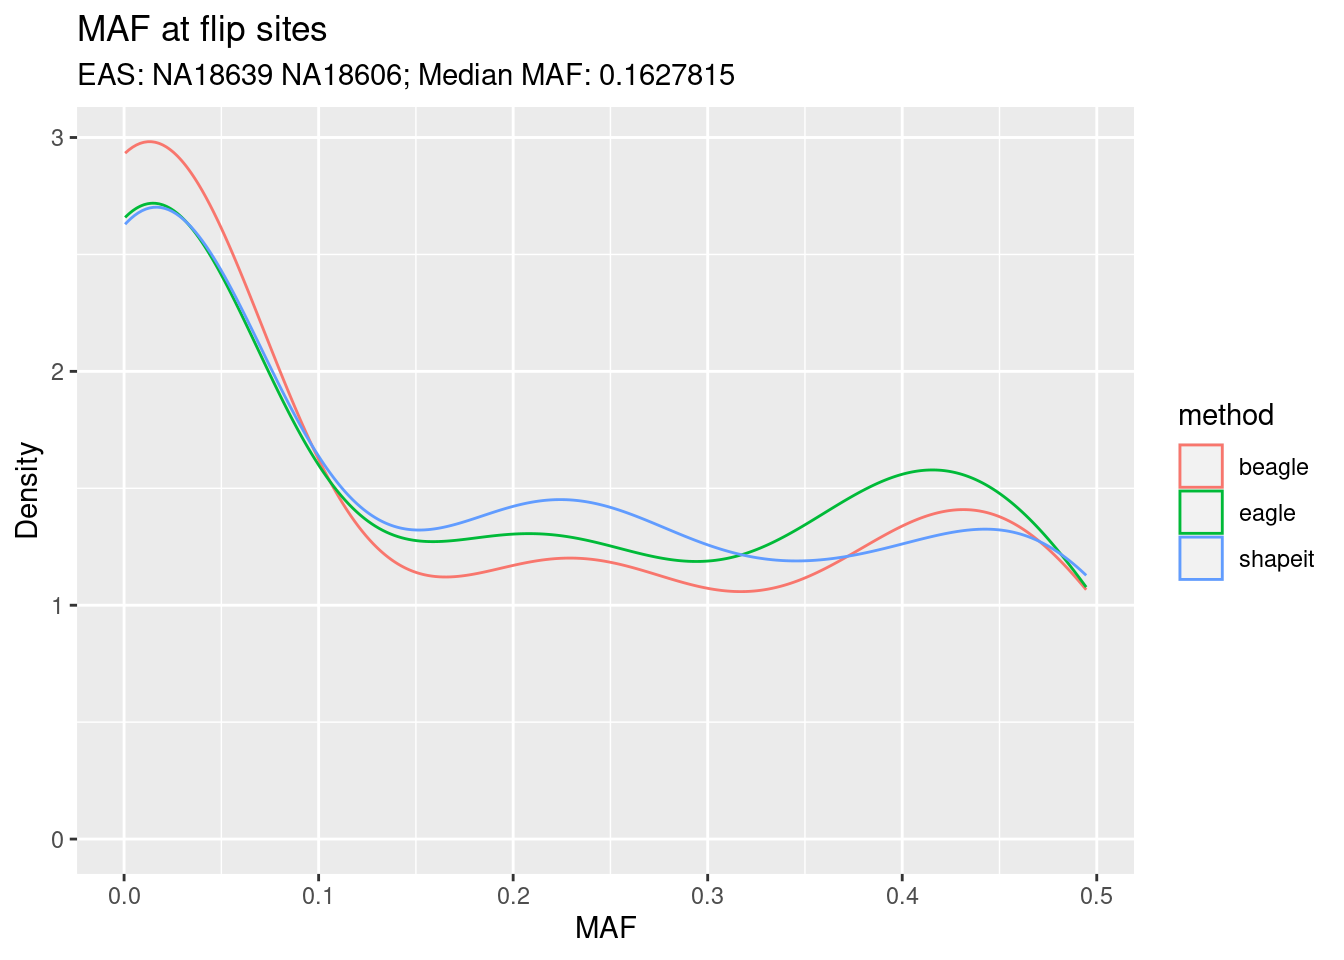 MAF at flip sites
EAS: NA18639 NA18606; Median MAF: 0.1627815
3
2
1
0
Density
0.0 0.1 0.2 0.3 0.4 0.5
MAF
method
beagle
eagle
shapeit